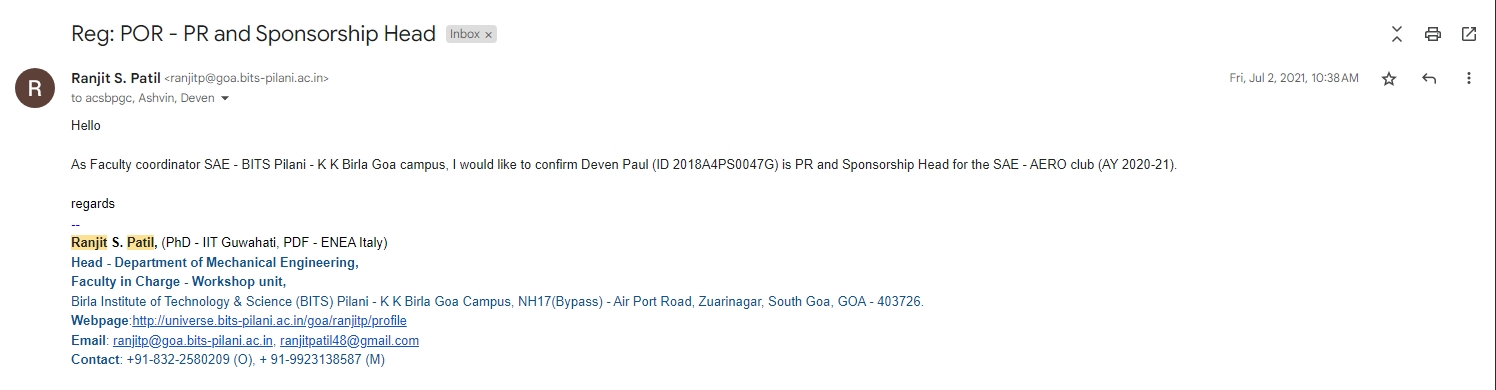 Reg: POR - PR and Sponsorship Head Inbox ×
R
Ranjit S. Patil <ranjitp@goa.bits-pilani.ac.in> Fri, Jul 2, 2021, 10:38 AM
to acsbpgc, Ashvin, Deven
Hello
As Faculty coordinator SAE - BITS Pilani - K K Birla Goa campus, I would like to confirm Deven Paul (ID 2018A4PS0047G) is PR and Sponsorship Head for the SAE - AERO club (AY 2020-21).
regards
--
Ranjit S. Patil, (PhD - IIT Guwahati, PDF - ENEA Italy)
Head - Department of Mechanical Engineering,
Faculty in Charge - Workshop unit,
Birla Institute of Technology & Science (BITS) Pilani - K K Birla Goa Campus, NH17(Bypass) - Air Port Road, Zuarinagar, South Goa, GOA - 403726.
Webpage:http://universe.bits-pilani.ac.in/goa/ranjitp/profile
Email: ranjitp@goa.bits-pilani.ac.in, ranjitpatil48@gmail.com
Contact: +91-832-2580209 (O), + 91-9923138587 (M)